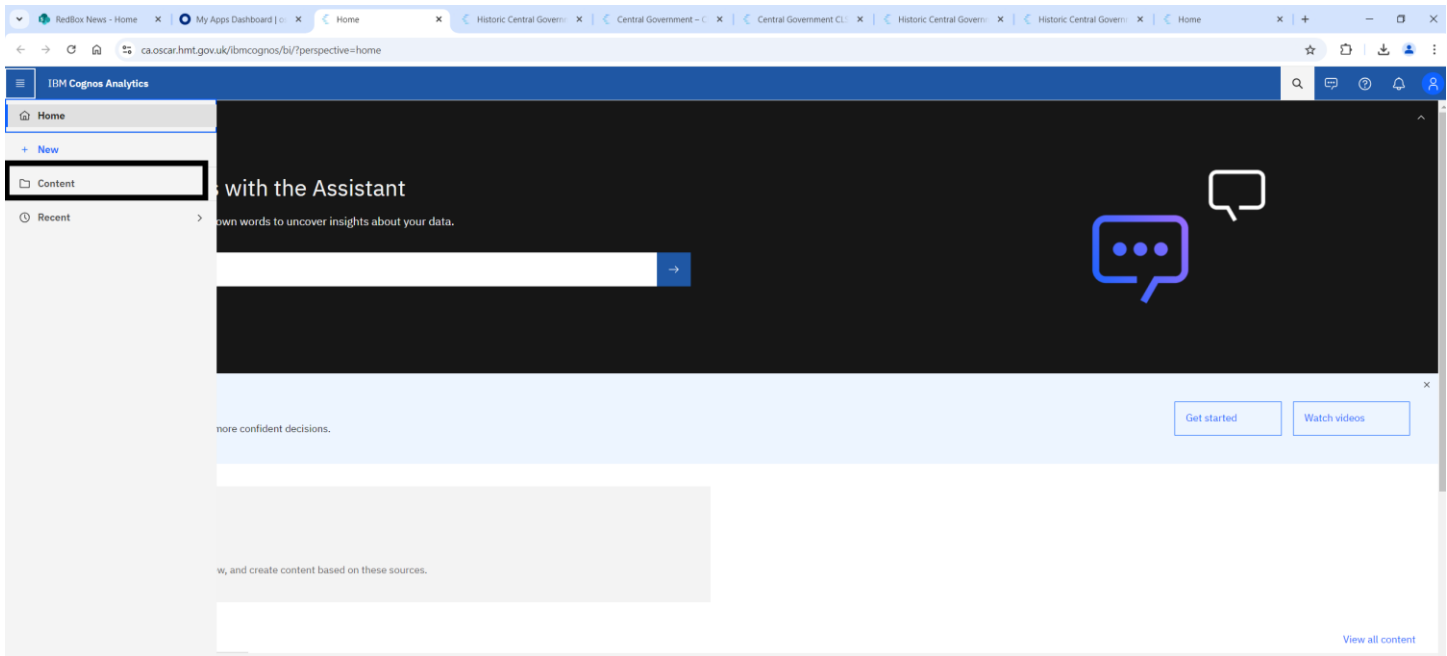 RedBox News - Home
My Apps Dashboard | o
Home
Historic Central Govern
Central Government – C
Central Government CL
Historic Central Govern
Historic Central Govern
Home
ca.oscar.hmt.gov.uk/ibmcognos/bi/?perspective=home
IBM Cognos Analytics
Home
+ New
Content
Recent
with the Assistant
own words to uncover insights about your data.
more confident decisions.
Get started
Watch videos
w, and create content based on these sources.
View all content